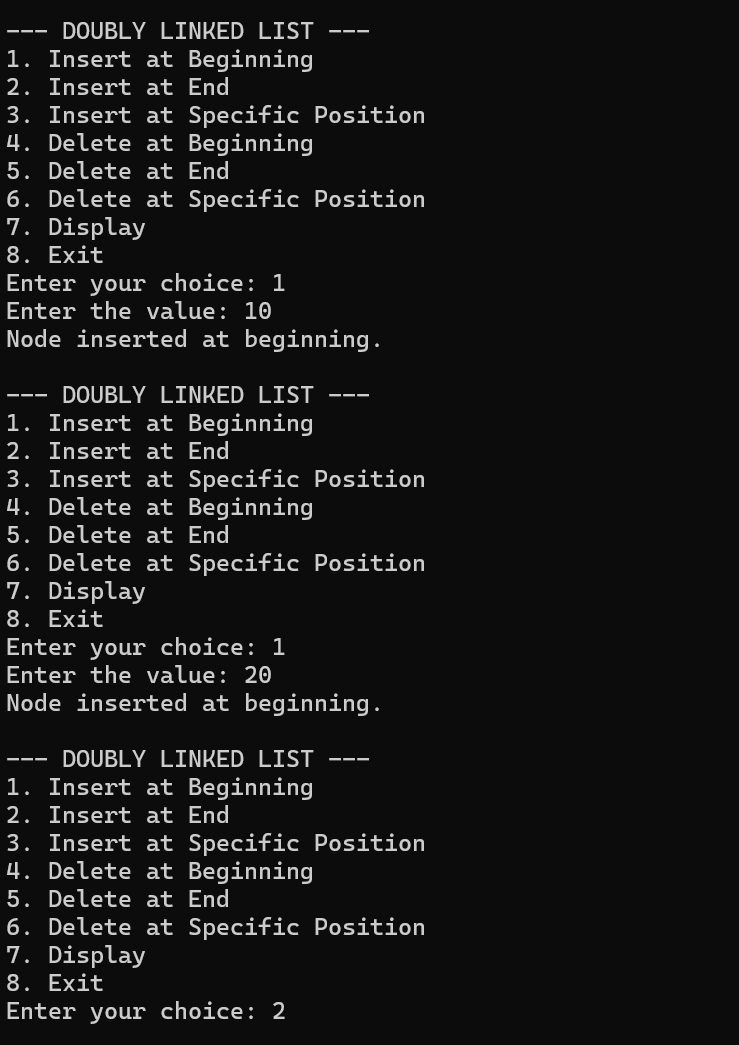 --- DOUBLY LINKED LIST ---
1. Insert at Beginning
2. Insert at End
3. Insert at Specific Position
4. Delete at Beginning
5. Delete at End
6. Delete at Specific Position
7. Display
8. Exit
Enter your choice: 1
Enter the value: 10
Node inserted at beginning.

--- DOUBLY LINKED LIST ---
1. Insert at Beginning
2. Insert at End
3. Insert at Specific Position
4. Delete at Beginning
5. Delete at End
6. Delete at Specific Position
7. Display
8. Exit
Enter your choice: 1
Enter the value: 20
Node inserted at beginning.

--- DOUBLY LINKED LIST ---
1. Insert at Beginning
2. Insert at End
3. Insert at Specific Position
4. Delete at Beginning
5. Delete at End
6. Delete at Specific Position
7. Display
8. Exit
Enter your choice: 2